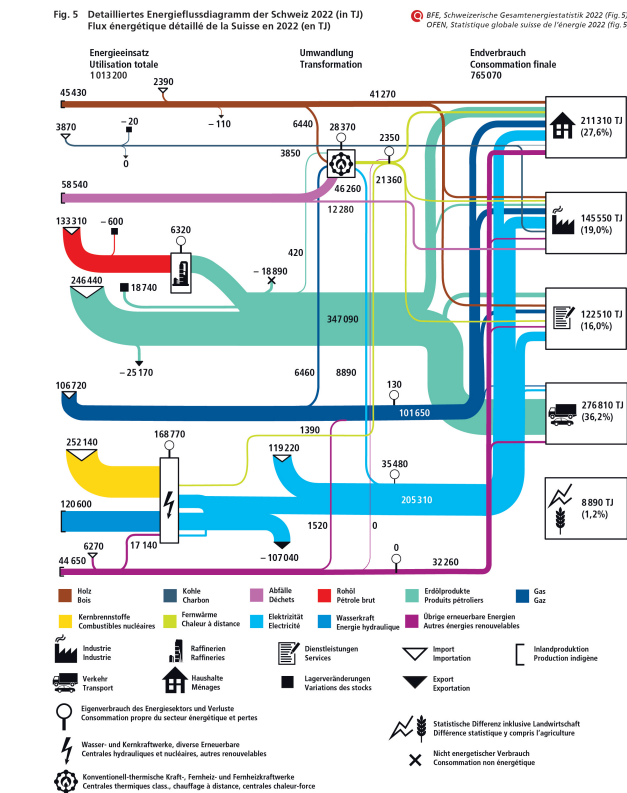 Fig. 5 Detailliertes Energieflussdiagramm der Schweiz 2022 (in TJ)
Flux énergétique détaillé de la Suisse en 2022 (en TJ)
BFE, Schweizerische Gesamtenergiestatistik 2022 (Fig. 5)
OFEN, Statistique globale suisse de l'énergie 2022 (fig. 5
Energieeinsatz
Utilisation totale
1 013 200
Umwandlung
Transformation
Endverbrauch
Consommation finale
765 070
2390
45 430
41 270
– 20
– 110
6440
28 370
2350
211 310 TJ
(27,6%)
3870
0
3850
21 360
58 540
46 260
12 280
145 550 TJ
(19,0%)
133 310
– 600
6320
420
– 18 890
246 440
18 740
347 090
122 510 TJ
(16,0%)
– 25 170
106 720
6460
8890
130
101 650
276 810 TJ
(36,2%)
1390
252 140
168 770
119 220
35 480
205 310
8 890 TJ
(1,2%)
120 600
1520
0
17 140
6270
– 107 040
0
44 650
32 260
Holz
Bois
Kohle
Charbon
Abfälle
Déchets
Rohöl
Pétrole brut
Erdölprodukte
Produits pétroliers
Gas
Gaz
Kernbrennstoffe
Combustibles nucléaires
Fernwärme
Chaleur à distance
Elektrizität
Electricité
Wasserkraft
Energie hydraulique
Übrige erneuerbare Energien
Autres énergies renouvelables
Industrie
Industrie
Raffinerien
Raffineries
Dienstleistungen
Services
Import
Importation
Inlandproduktion
Production indigène
Verkehr
Transport
Haushalte
Ménages
Lagerveränderungen
Variations des stocks
Export
Exportation
Eigenverbrauch des Energiesektors und Verluste
Consommation propre du secteur énergétique et pertes
Statistische Differenz inklusive Landwirtschaft
Différence statistique y compris l'agriculture
Wasser- und Kernkraftwerke, diverse Erneuerbare
Centrales hydrauliques et nucléaires, autres renouvelables
Nicht energetischer Verbrauch
Consommation non énergétique
Konventionell-thermische Kraft-, Fernheiz- und Fernheizkraftwerke
Centrales thermiques class., chauffage à distance, centrales chaleur-force